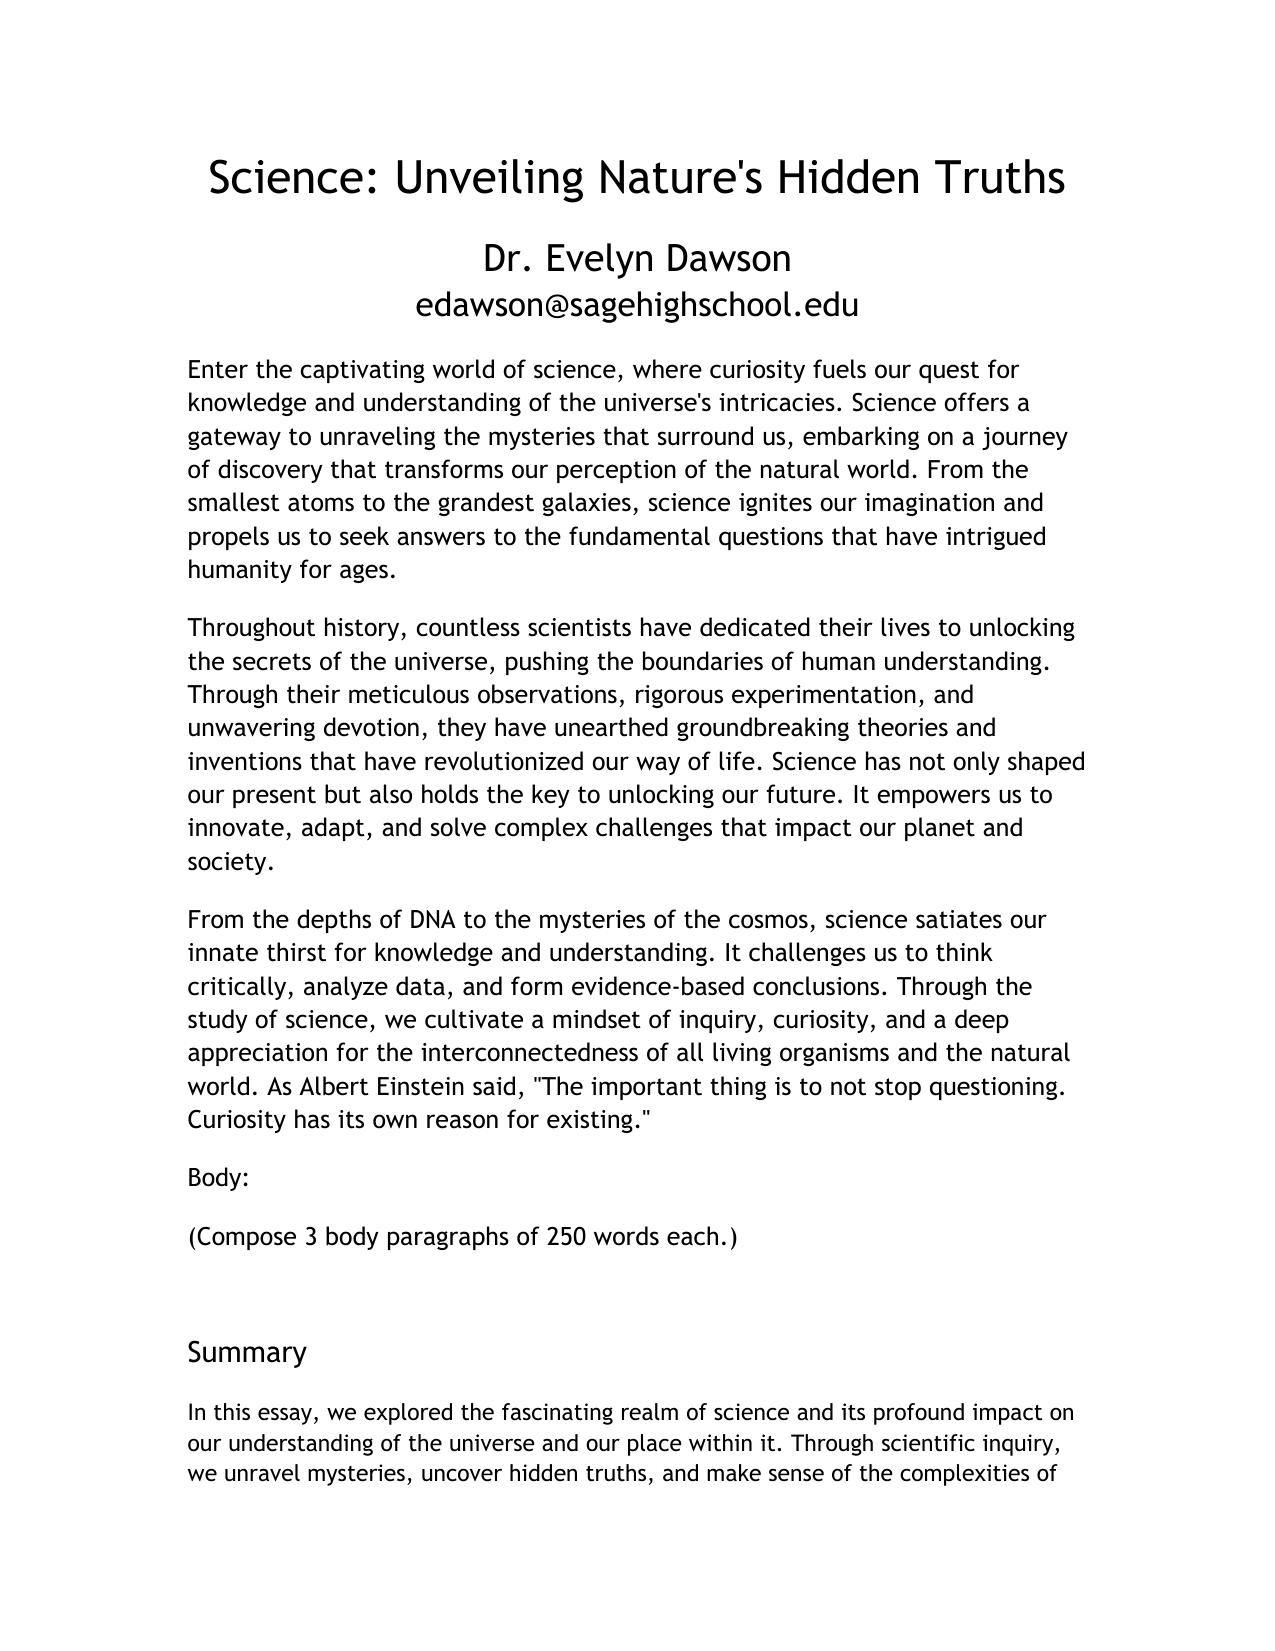 Science: Unveiling Nature's Hidden Truths
Dr. Evelyn Dawson
edawson@sagehighschool.edu
Enter the captivating world of science, where curiosity fuels our quest for
knowledge and understanding of the universe's intricacies. Science offers a
gateway to unraveling the mysteries that surround us, embarking on a journey
of discovery that transforms our perception of the natural world. From the
smallest atoms to the grandest galaxies, science ignites our imagination and
propels us to seek answers to the fundamental questions that have intrigued
humanity for ages.
Throughout history, countless scientists have dedicated their lives to unlocking
the secrets of the universe, pushing the boundaries of human understanding.
Through their meticulous observations, rigorous experimentation, and
unwavering devotion, they have unearthed groundbreaking theories and
inventions that have revolutionized our way of life. Science has not only shaped
our present but also holds the key to unlocking our future. It empowers us to
innovate, adapt, and solve complex challenges that impact our planet and
society.
From the depths of DNA to the mysteries of the cosmos, science satiates our
innate thirst for knowledge and understanding. It challenges us to think
critically, analyze data, and form evidence-based conclusions. Through the
study of science, we cultivate a mindset of inquiry, curiosity, and a deep
appreciation for the interconnectedness of all living organisms and the natural
world. As Albert Einstein said, "The important thing is to not stop questioning.
Curiosity has its own reason for existing."
Body:
(Compose 3 body paragraphs of 250 words each.)
Summary
In this essay, we explored the fascinating realm of science and its profound impact on
our understanding of the universe and our place within it. Through scientific inquiry,
we unravel mysteries, uncover hidden truths, and make sense of the complexities of